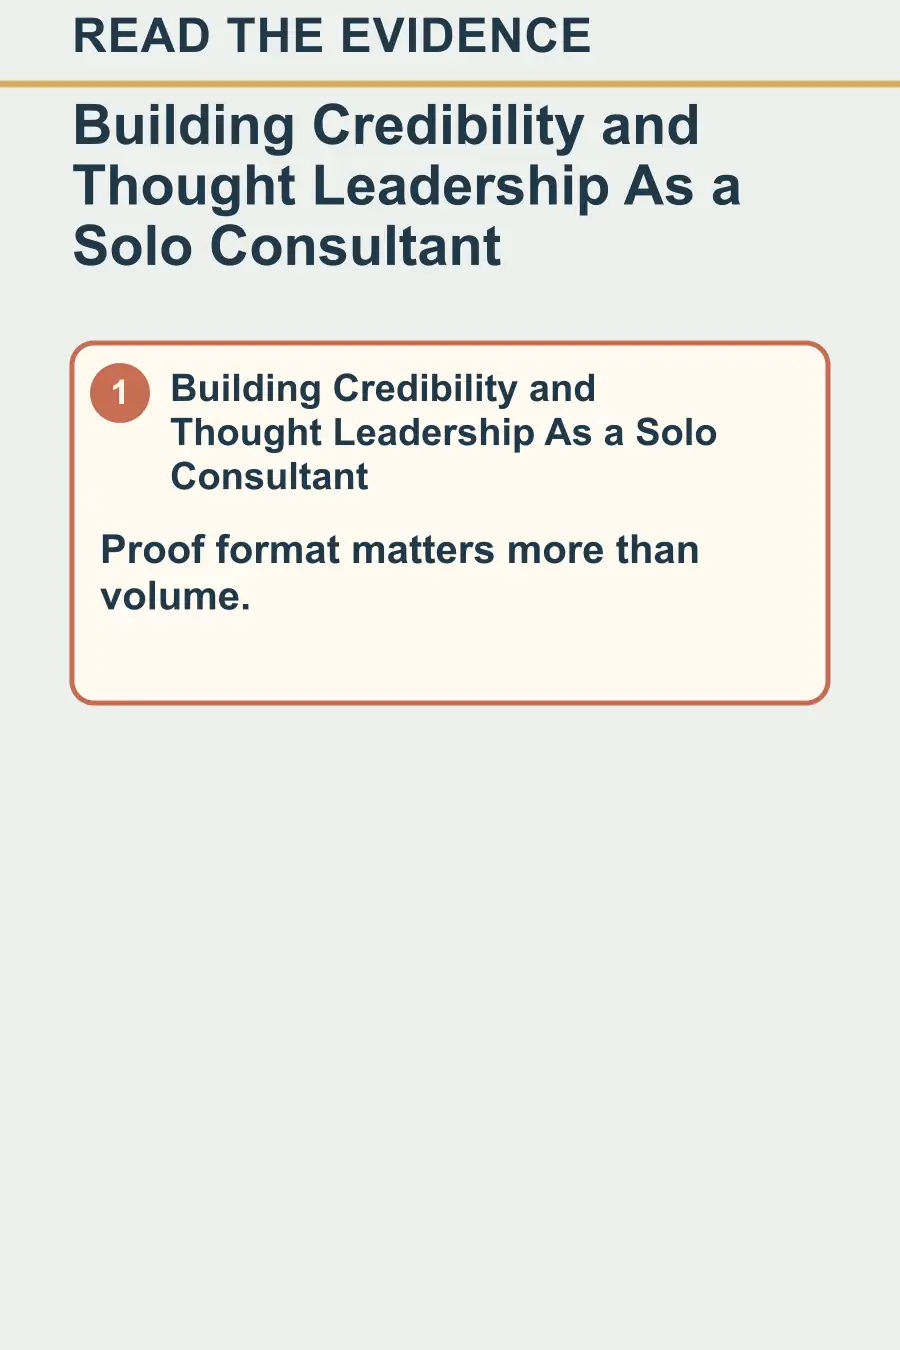 READ THE EVIDENCE
Building Credibility and
Thought Leadership As a
Solo Consultant
1
Building Credibility and
Thought Leadership As a Solo
Consultant
Proof format matters more than
volume.